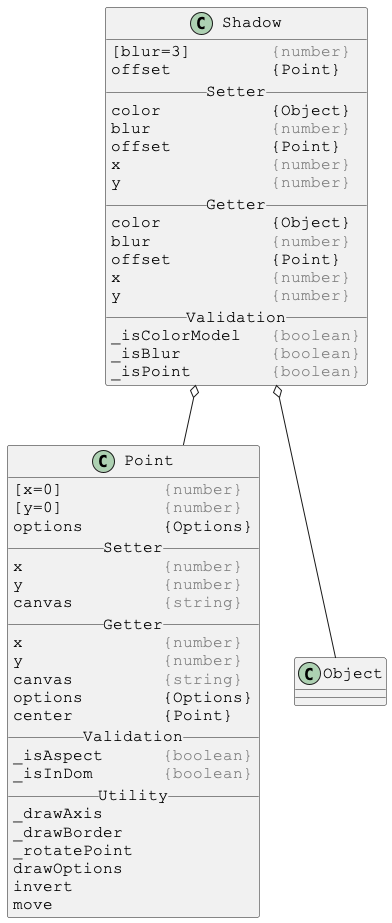 C Shadow
[blur=3] {number}
offset {Point}
Setter
color {Object}
blur {number}
offset {Point}
x {number}
y {number}
Getter
color {Object}
blur {number}
offset {Point}
x {number}
y {number}
Validation
_isColorModel {boolean}
_isBlur {boolean}
_isPoint {boolean}
C Point
[x=0] {number}
[y=0] {number}
options {Options}
Setter
x {number}
y {number}
canvas {string}
Getter
x {number}
y {number}
canvas {string}
options {Options}
center {Point}
Validation
_isAspect {boolean}
_isInDom {boolean}
Utility
_drawAxis
_drawBorder
_rotatePoint
drawOptions
invert
move
C Object